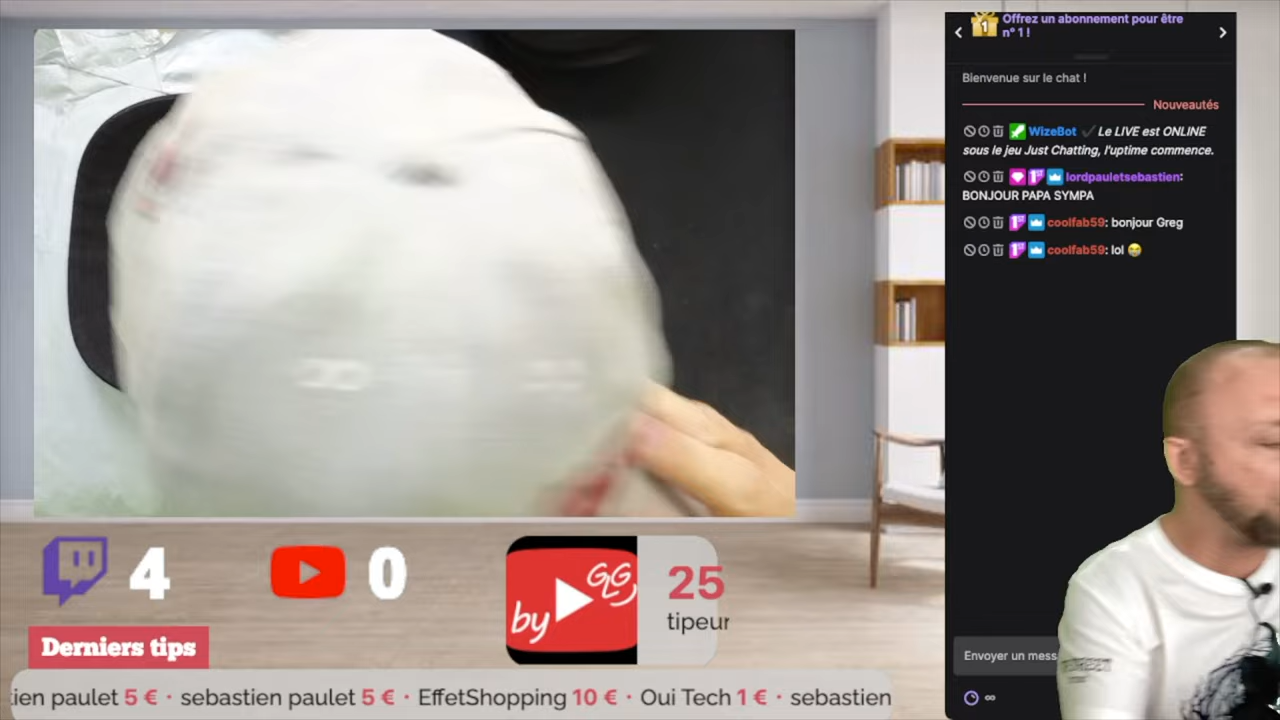 Offrez un abonnement pour être
n° 1 !
1
Bienvenue sur le chat !
Nouveautés
WizeBot ✔ Le LIVE est ONLINE
sous le jeu Just Chatting, l'uptime commence.
lordpauletsebastien:
BONJOUR PAPA SYMPA
coolfab59: bonjour Greg
coolfab59: lol 😂
Envoyer un mess
4
0
by GLG
25
tipeur
Derniers tips
ien paulet 5 € · sebastien paulet 5 € · EffetShopping 10 € · Oui Tech 1 € · sebastien